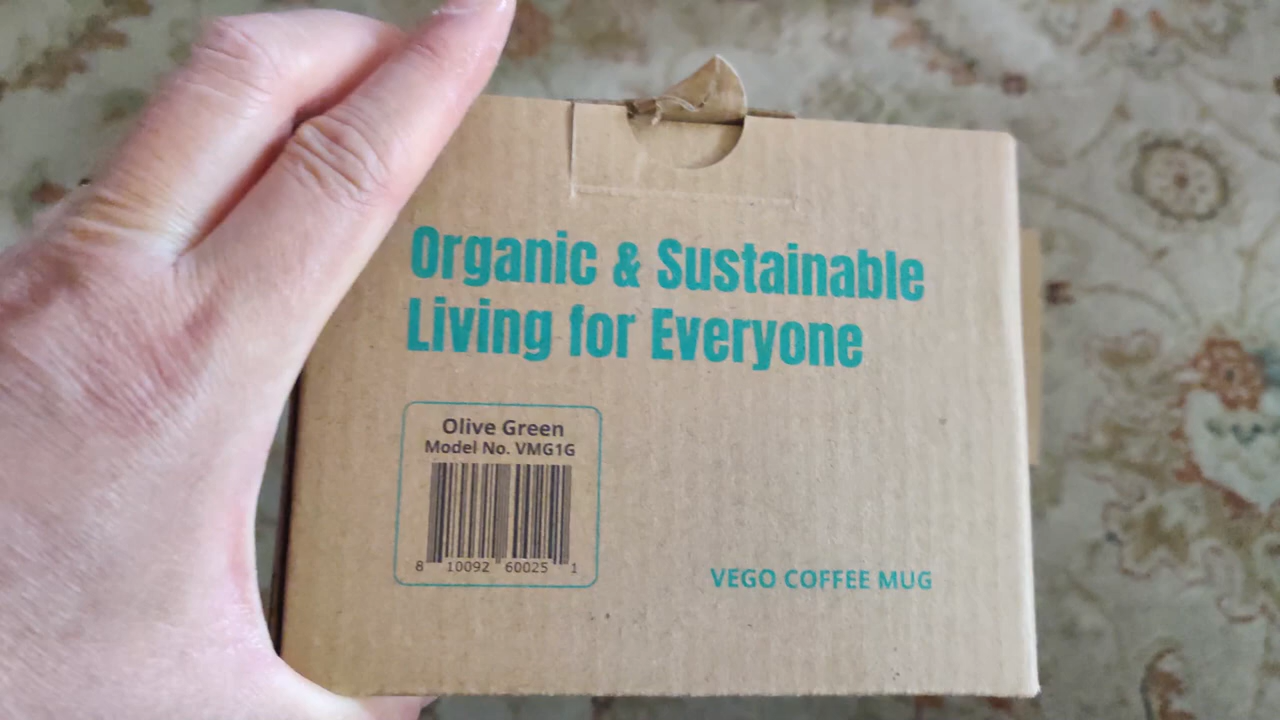 Organic & Sustainable
Living for Everyone
Olive Green
Model No. VMG1G
8 10092 60025 1
VEGO COFFEE MUG